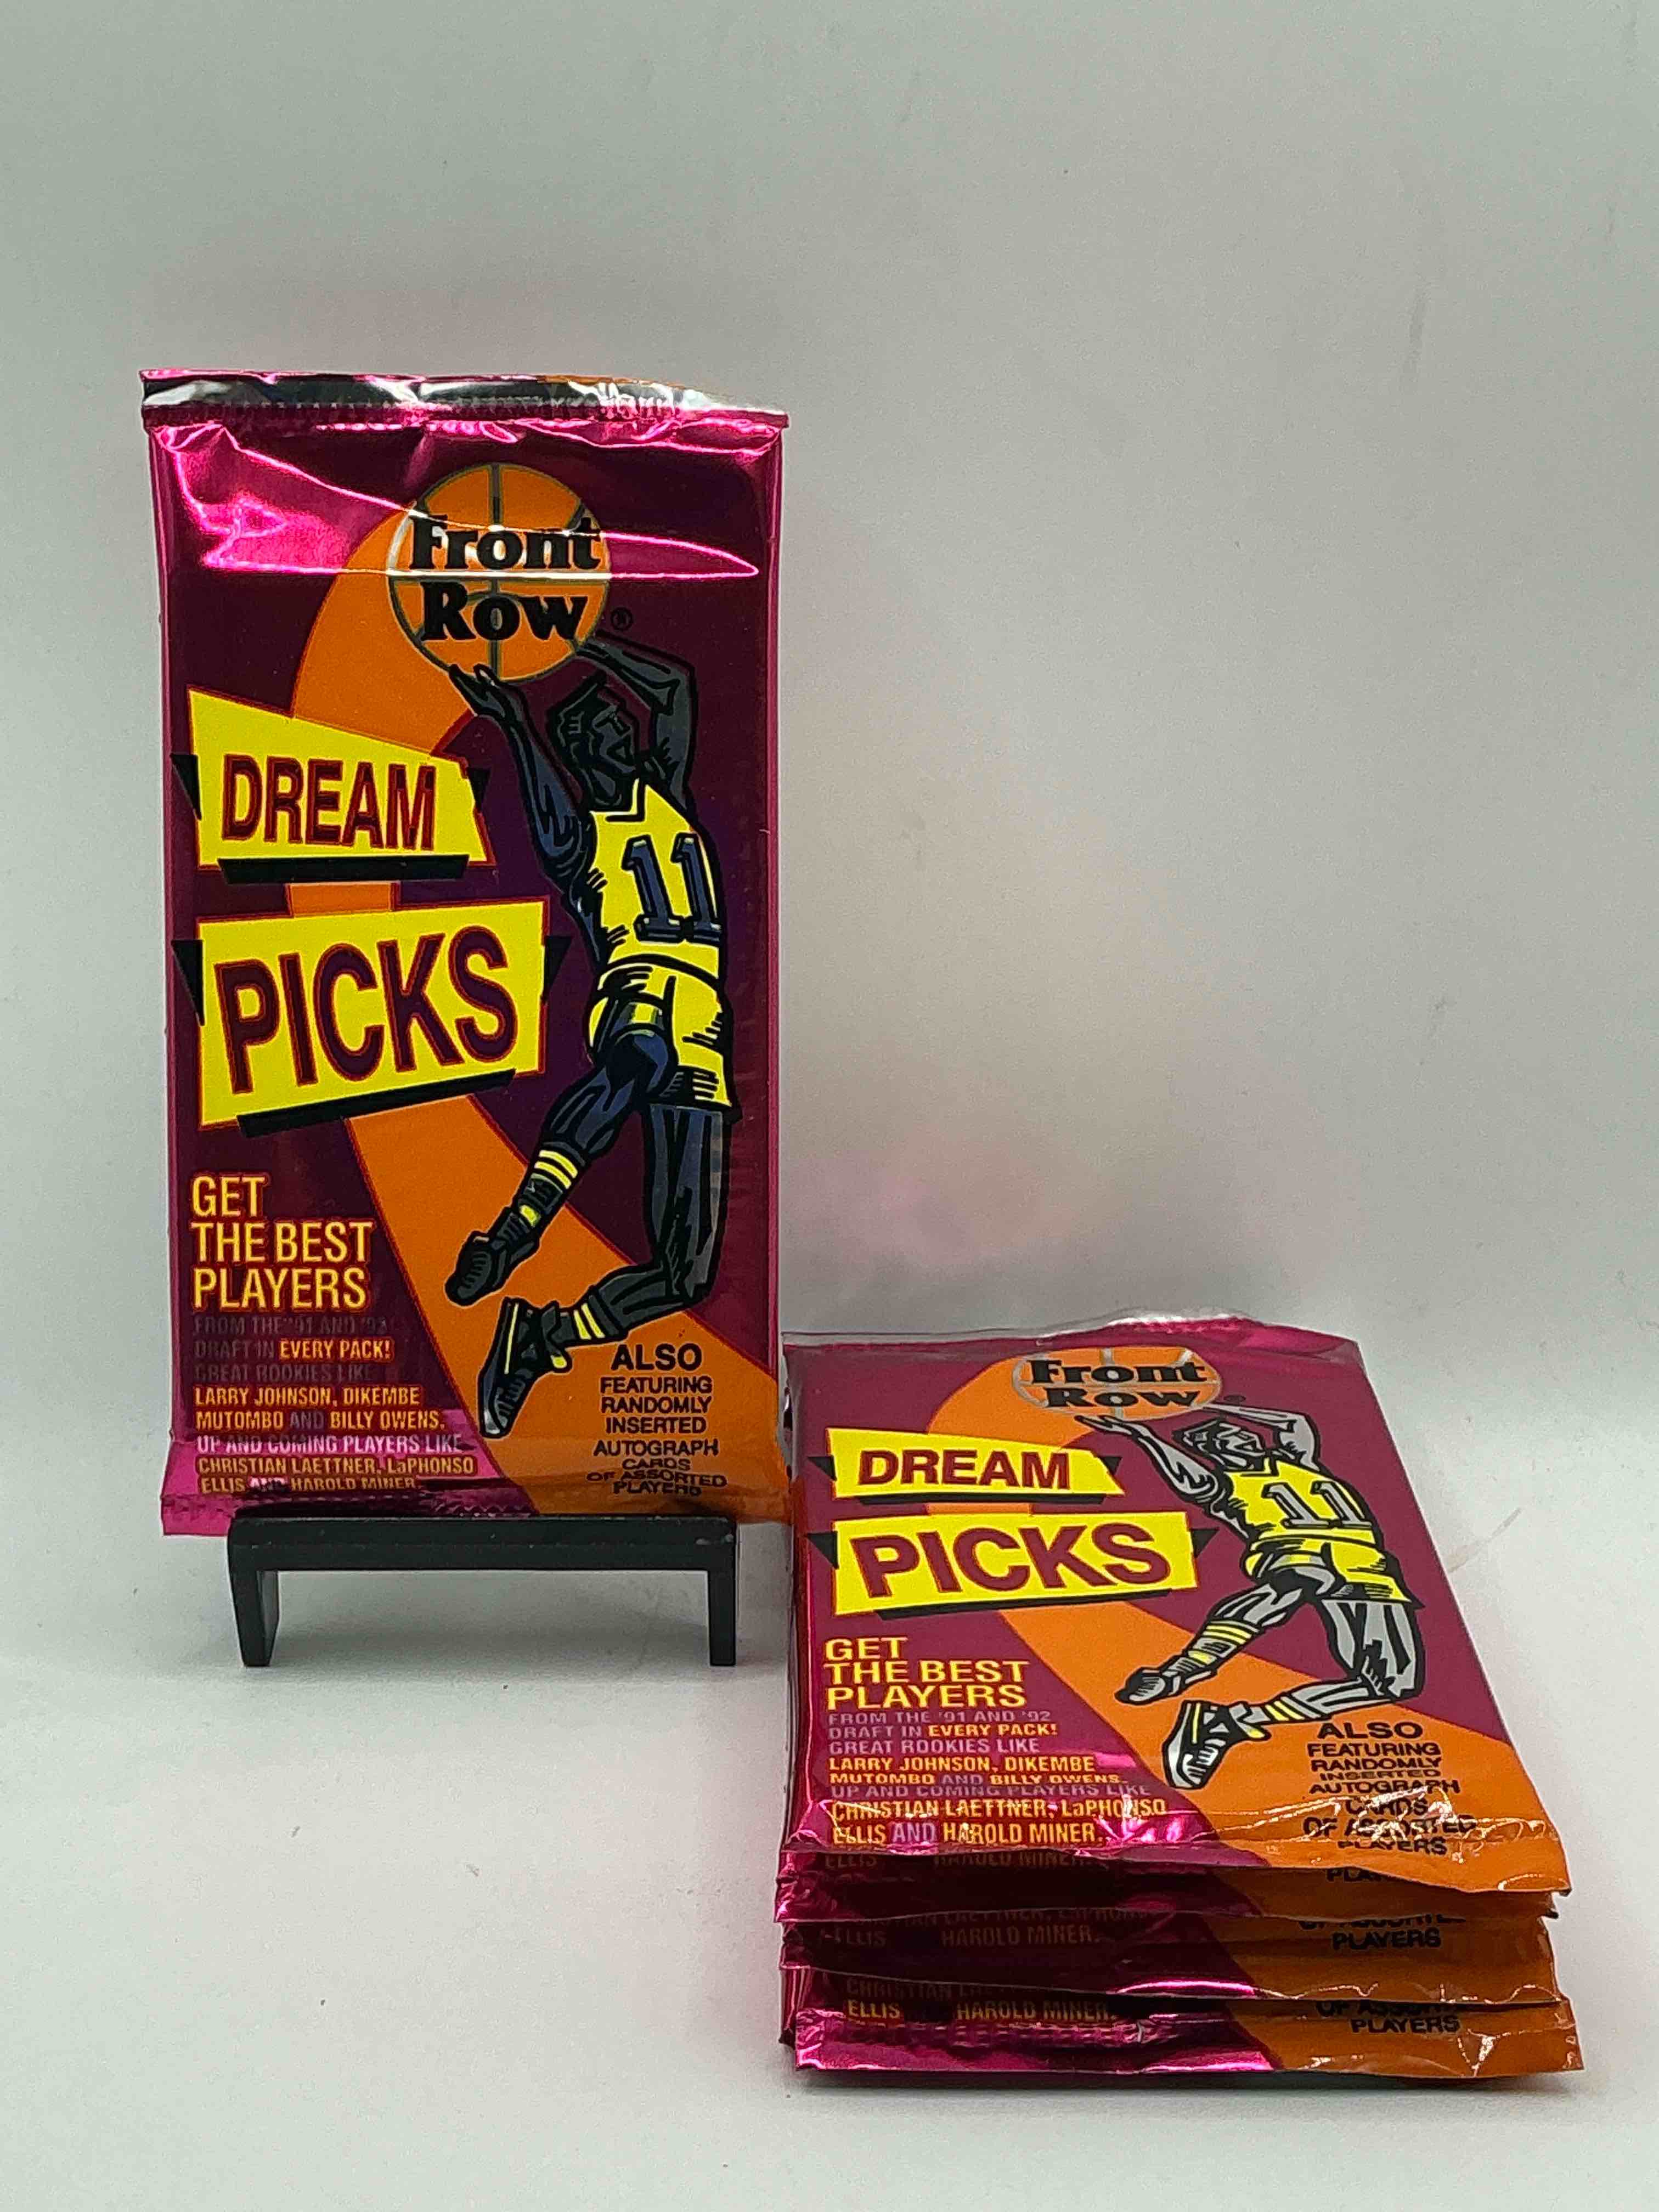 Front
Row®
DREAM
PICKS
11
GET
THE BEST
PLAYERS
FROM THE '91 AND '92
DRAFT IN EVERY PACK!
GREAT ROOKIES LIKE
LARRY JOHNSON, DIKEMBE
MUTOMBO AND BILLY OWENS.
UP AND COMING PLAYERS LIKE
CHRISTIAN LAETTNER, LaPHONSO
ELLIS AND HAROLD MINER.
ALSO
FEATURING
RANDOMLY
INSERTED
AUTOGRAPH
CARDS
OF ASSORTED
PLAYERS
Front
Row
DREAM
PICKS
11
GET
THE BEST
PLAYERS
FROM THE '91 AND '92
DRAFT IN EVERY PACK!
GREAT ROOKIES LIKE
LARRY JOHNSON, DIKEMBE
MUTOMBO AND BILLY OWENS.
UP AND COMING PLAYERS LIKE
CHRISTIAN LAETTNER, LaPHONSO
ELLIS AND HAROLD MINER.
ALSO
FEATURING
RANDOMLY
INSERTED
AUTOGRAPH
CARDS
OF ASSORTED
PLAYERS
ELLIS HAROLD MINER.
ELLIS HAROLD MINER.
PLAYERS
CHRISTIAN
ELLIS HAROLD MINER.
PLAYERS